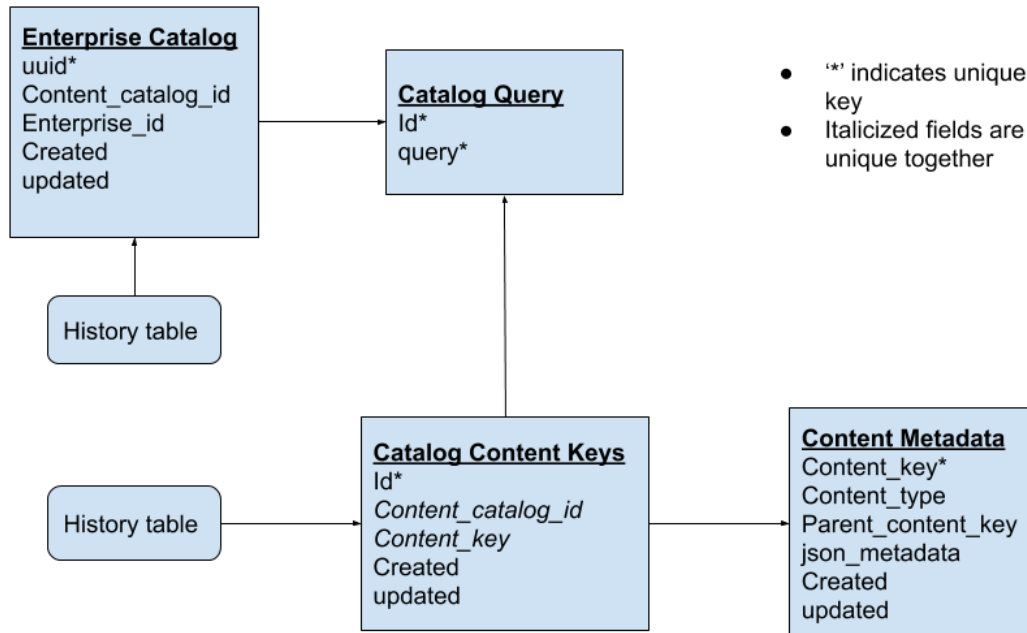 Enterprise Catalog
uuid*
Content_catalog_id
Enterprise_id
Created
updated
Catalog Query
Id*
query*
● '*' indicates unique
key
● Italicized fields are
unique together
History table
History table
Catalog Content Keys
Id*
Content_catalog_id
Content_key
Created
updated
Content Metadata
Content_key*
Content_type
Parent_content_key
json_metadata
Created
updated